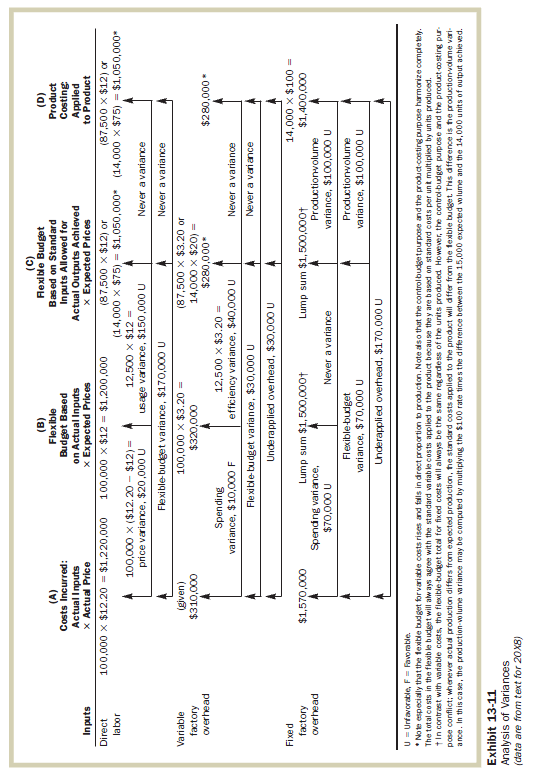 (A)
Costs Incurred:
Actual Inputs
× Actual Price
(B)
Flexible
Budget Based
on Actual Inputs
× Expected Prices
(C)
Flexible Budget
Based on Standard
Inputs Allowed for
Actual Outputs Achieved
× Expected Prices
(D)
Product
Costing:
Applied
to Product
Inputs
Direct
labor
100,000 × $12.20 = $1,220,000
100,000 × $12 = $1,200,000
(87,500 × $12) or
(14,000 × $75) = $1,050,000*
(87,500 × $12) or
(14,000 × $75) = $1,050,000*
100,000 × ($12.20 − $12) =
price variance, $20,000 U
12,500 × $12 =
usage variance, $150,000 U
Never a variance
Flexible-budget variance, $170,000 U
Never a variance
Variable
factory
overhead
(given)
$310,000
100,000 × $3.20 =
$320,000
(87,500 × $3.20 or
14,000 × $20) =
$280,000*
$280,000*
Spending
variance, $10,000 F
12,500 × $3.20 =
efficiency variance, $40,000 U
Never a variance
Flexible-budget variance, $30,000 U
Never a variance
Underapplied overhead, $30,000 U
Fixed
factory
overhead
$1,570,000
Lump sum $1,500,000†
Lump sum $1,500,000†
14,000 × $100 =
$1,400,000
Spending variance,
$70,000 U
Never a variance
Production-volume
variance, $100,000 U
Flexible-budget
variance, $70,000 U
Production-volume
variance, $100,000 U
Underapplied overhead, $170,000 U
U = Unfavorable, F = Favorable.
* Note especially that the flexible budget for variable costs rises and falls in direct proportion to production. Note also that the control-budget purpose and the product-costing purpose harmonize completely.
The total costs in the flexible budget will always agree with the standard variable costs applied to the product because they are based on standard costs per unit multiplied by units produced.
† In contrast with variable costs, the flexible-budget total for fixed costs will always be the same regardless of the units produced. However, the control-budget purpose and the product-costing pur-
pose conflict; whenever actual production differs from expected production, the standard costs applied to the product will differ from the flexible budget. This difference is the production-volume vari-
ance. In this case, the production-volume variance may be computed by multiplying the $100 rate times the difference between the 15,000 expected volume and the 14,000 units of output achieved.
Exhibit 13-11
Analysis of Variances
(data are from text for 20X8)